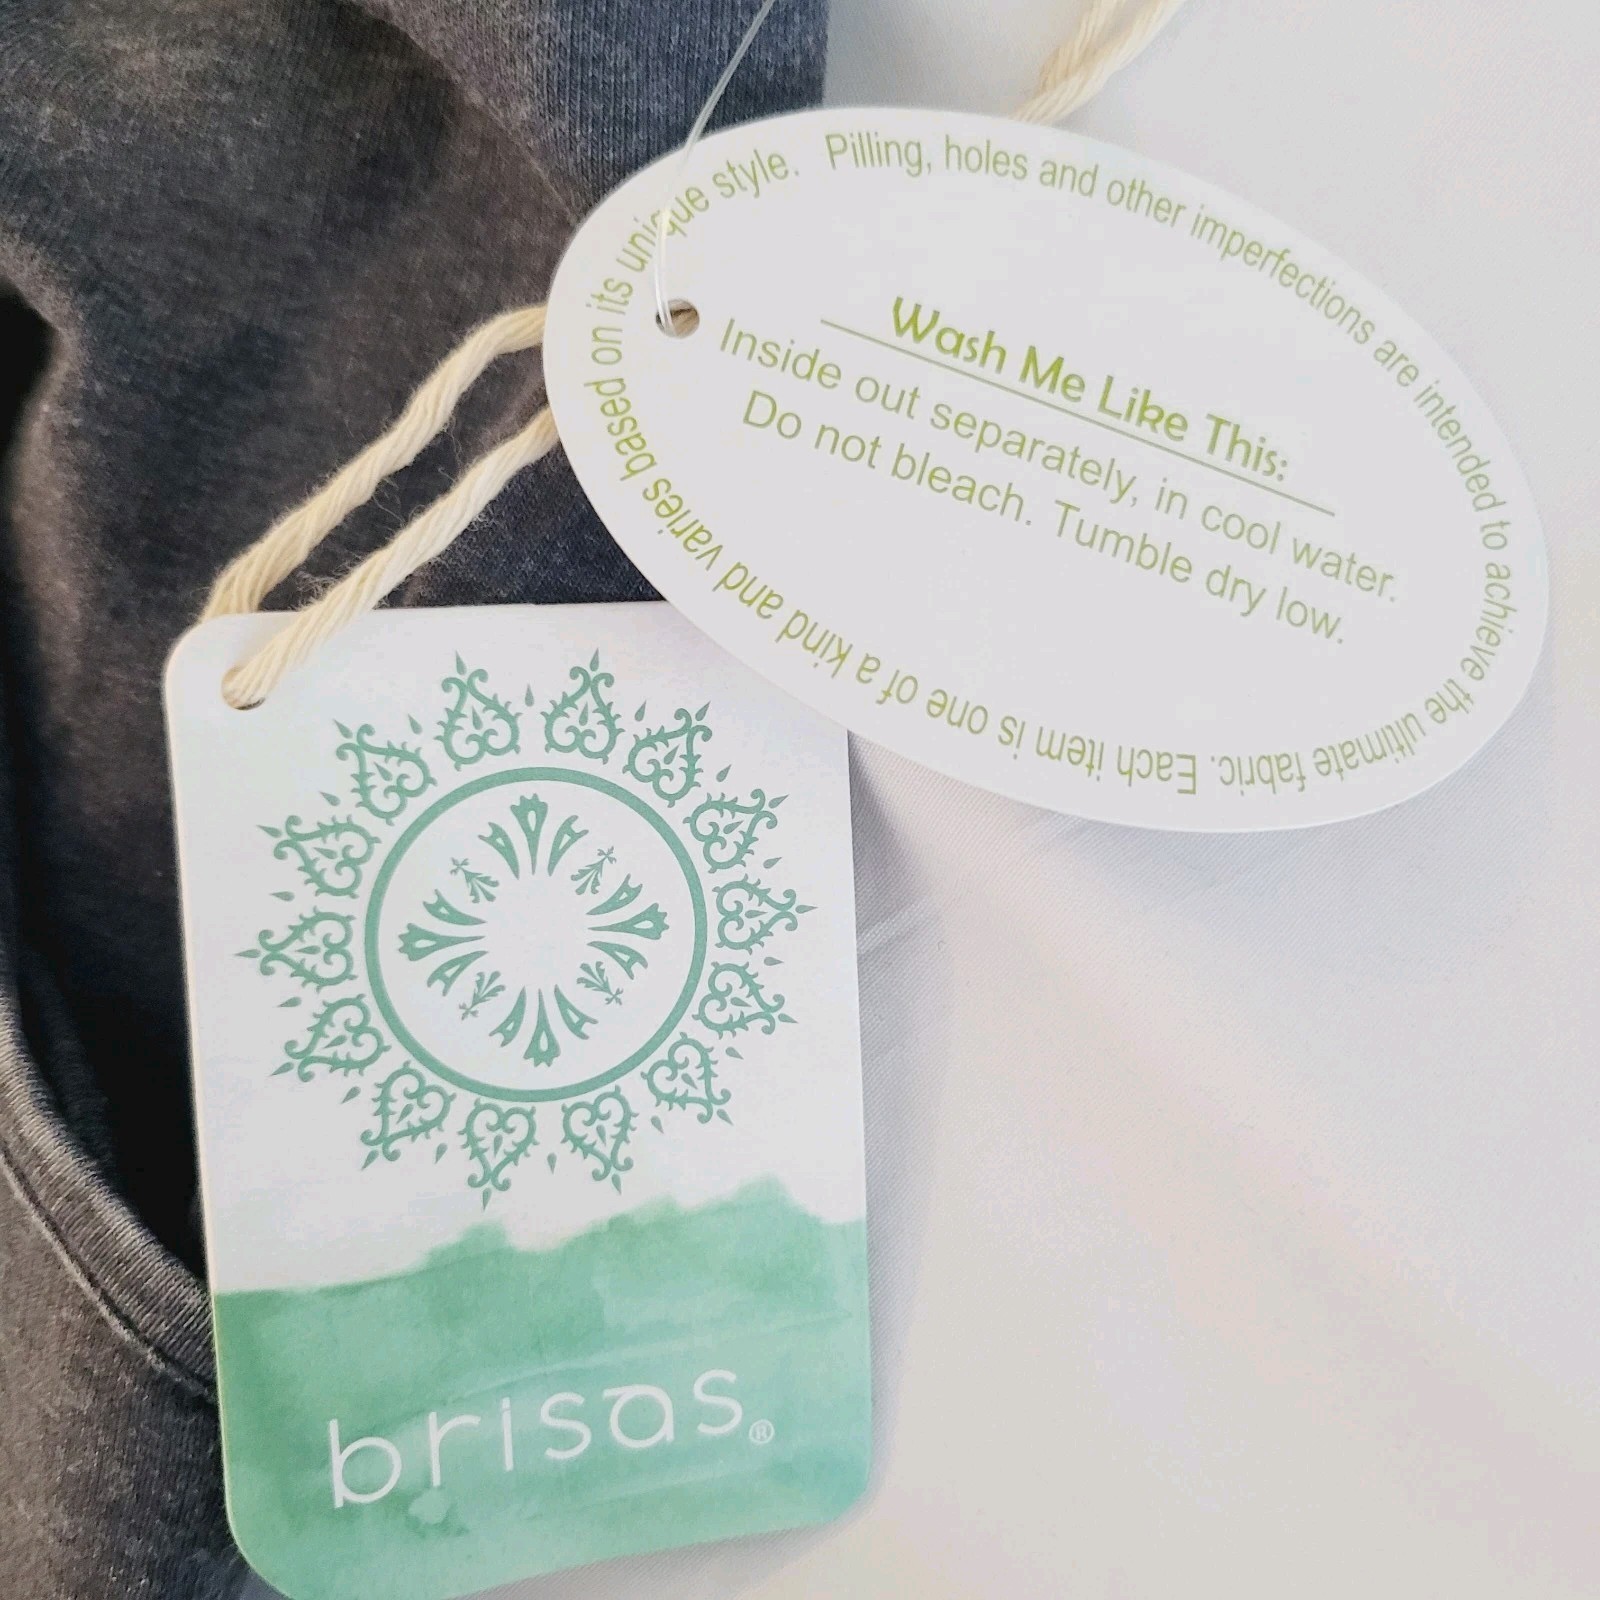 Pilling, holes and other imperfections are intended to achieve the ultimate fabric. Each item is one of a kind and varies based on its unique style.
Wash Me Like This:
Inside out separately, in cool water.
Do not bleach. Tumble dry low.
brisas®